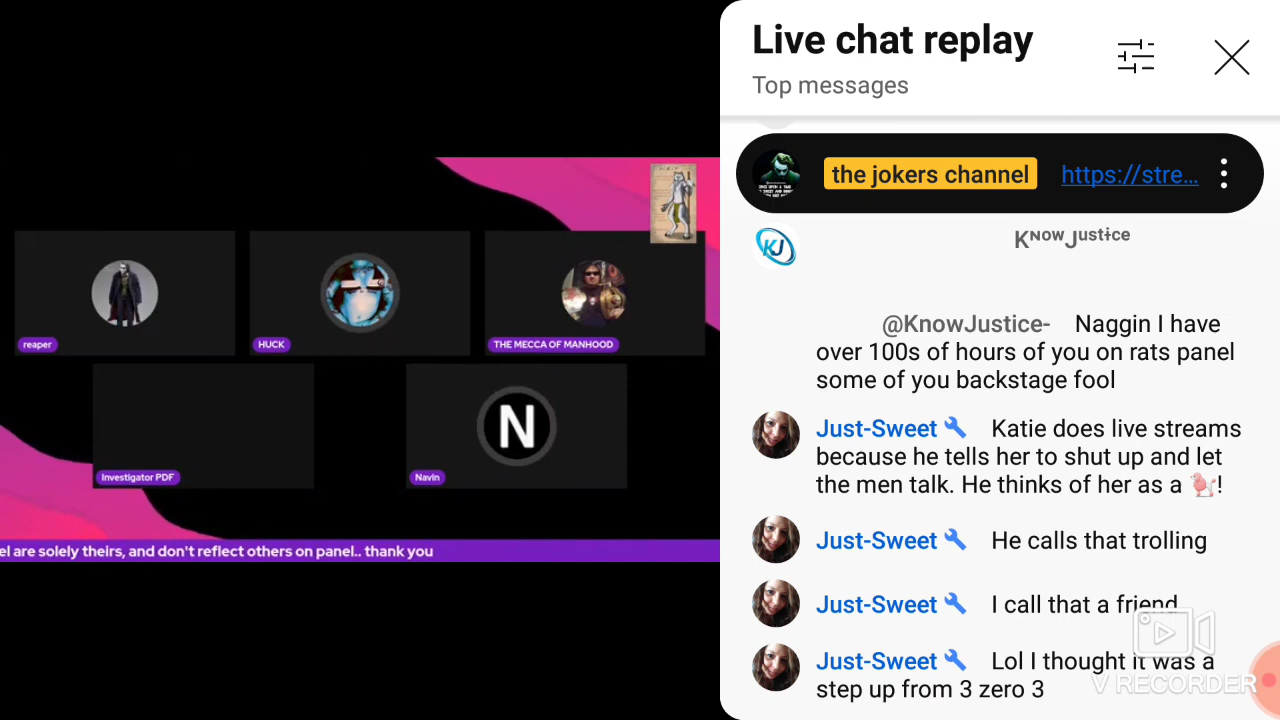 Live chat replay
Top messages
the jokers channel https://stre...
KJ
KᴺᵒʷJᵘˢᵗᶤᶜᵉ
@KnowJustice- Naggin I have
over 100s of hours of you on rats panel
some of you backstage fool
Just-Sweet Katie does live streams
because he tells her to shut up and let
the men talk. He thinks of her as a 🐩!
Just-Sweet He calls that trolling
Just-Sweet I call that a friend
Just-Sweet Lol I thought it was a
step up from 3 zero 3
reaper
HUCK
THE MECCA OF MANHOOD
Investigator PDF
N
Navin
el are solely theirs, and don't reflect others on panel.. thank you
V RECORDER